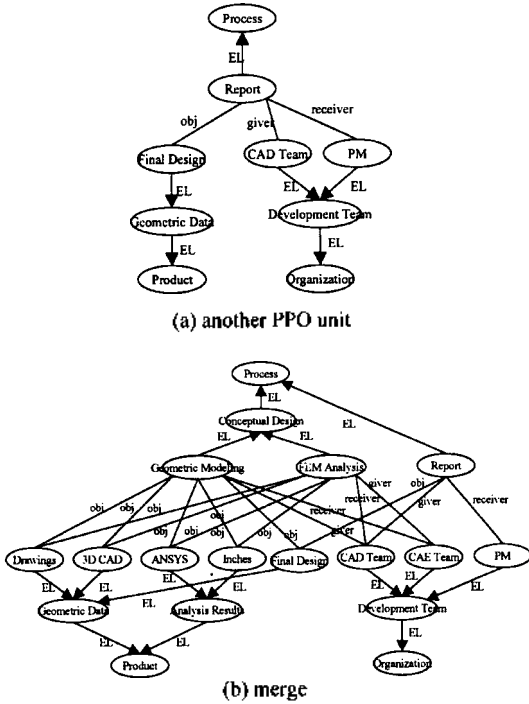 Process
EL
Report
obj
giver
receiver
Final Design
CAD Team
PM
EL
EL
EL
Geometric Data
Development Team
EL
EL
Product
Organization
(a) another PPO unit
Process
EL
Conceptual Design
EL
EL
EL
Geometric Modeling
FEM Analysis
Report
giver
obj
obj
obj
obj
obj
receiver
receiver
giver
receiver
obj
obj
obj
obj
giver
Drawings
3D CAD
ANSYS
Inches
Final Design
CAD Team
CAE Team
PM
EL
EL
EL
EL
EL
EL
EL
EL
Geometric Data
Analysis Results
Development Team
EL
EL
EL
Product
Organization
(b) merge